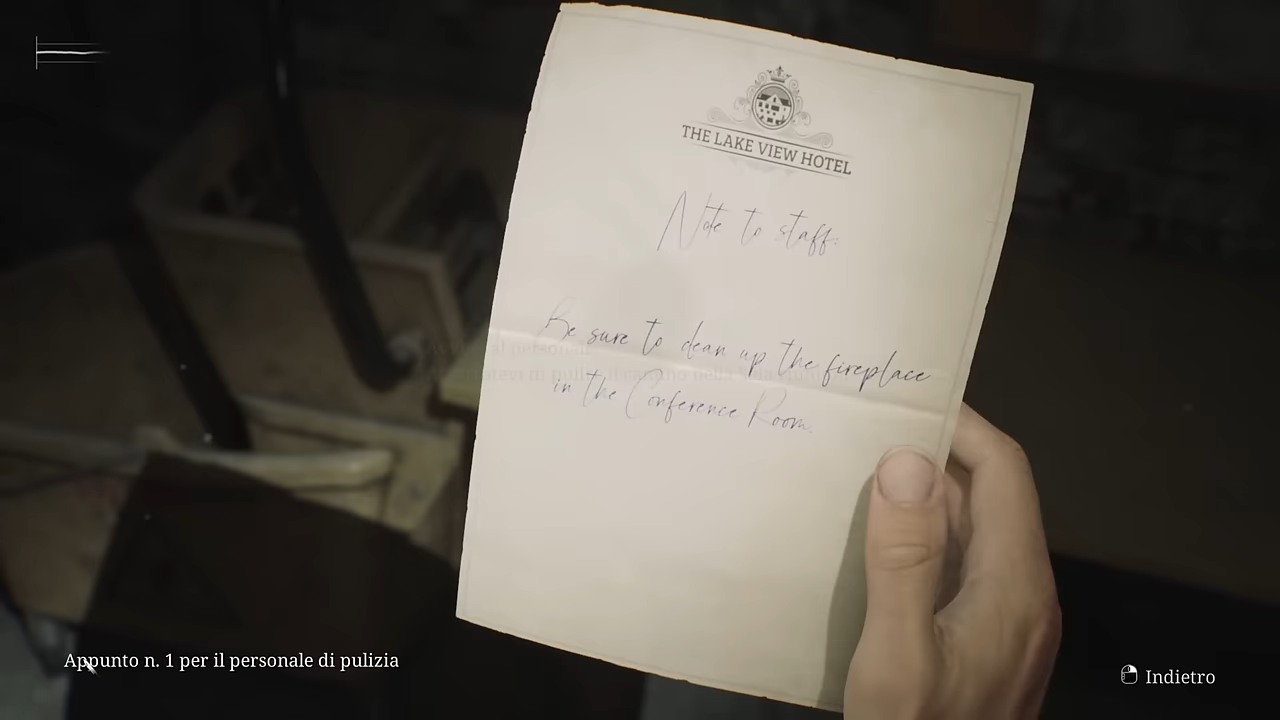 THE LAKE VIEW HOTEL
Note to staff:
Be sure to clean up the fireplace
in the Conference Room.
Appunto n. 1 per il personale di pulizia
Indietro